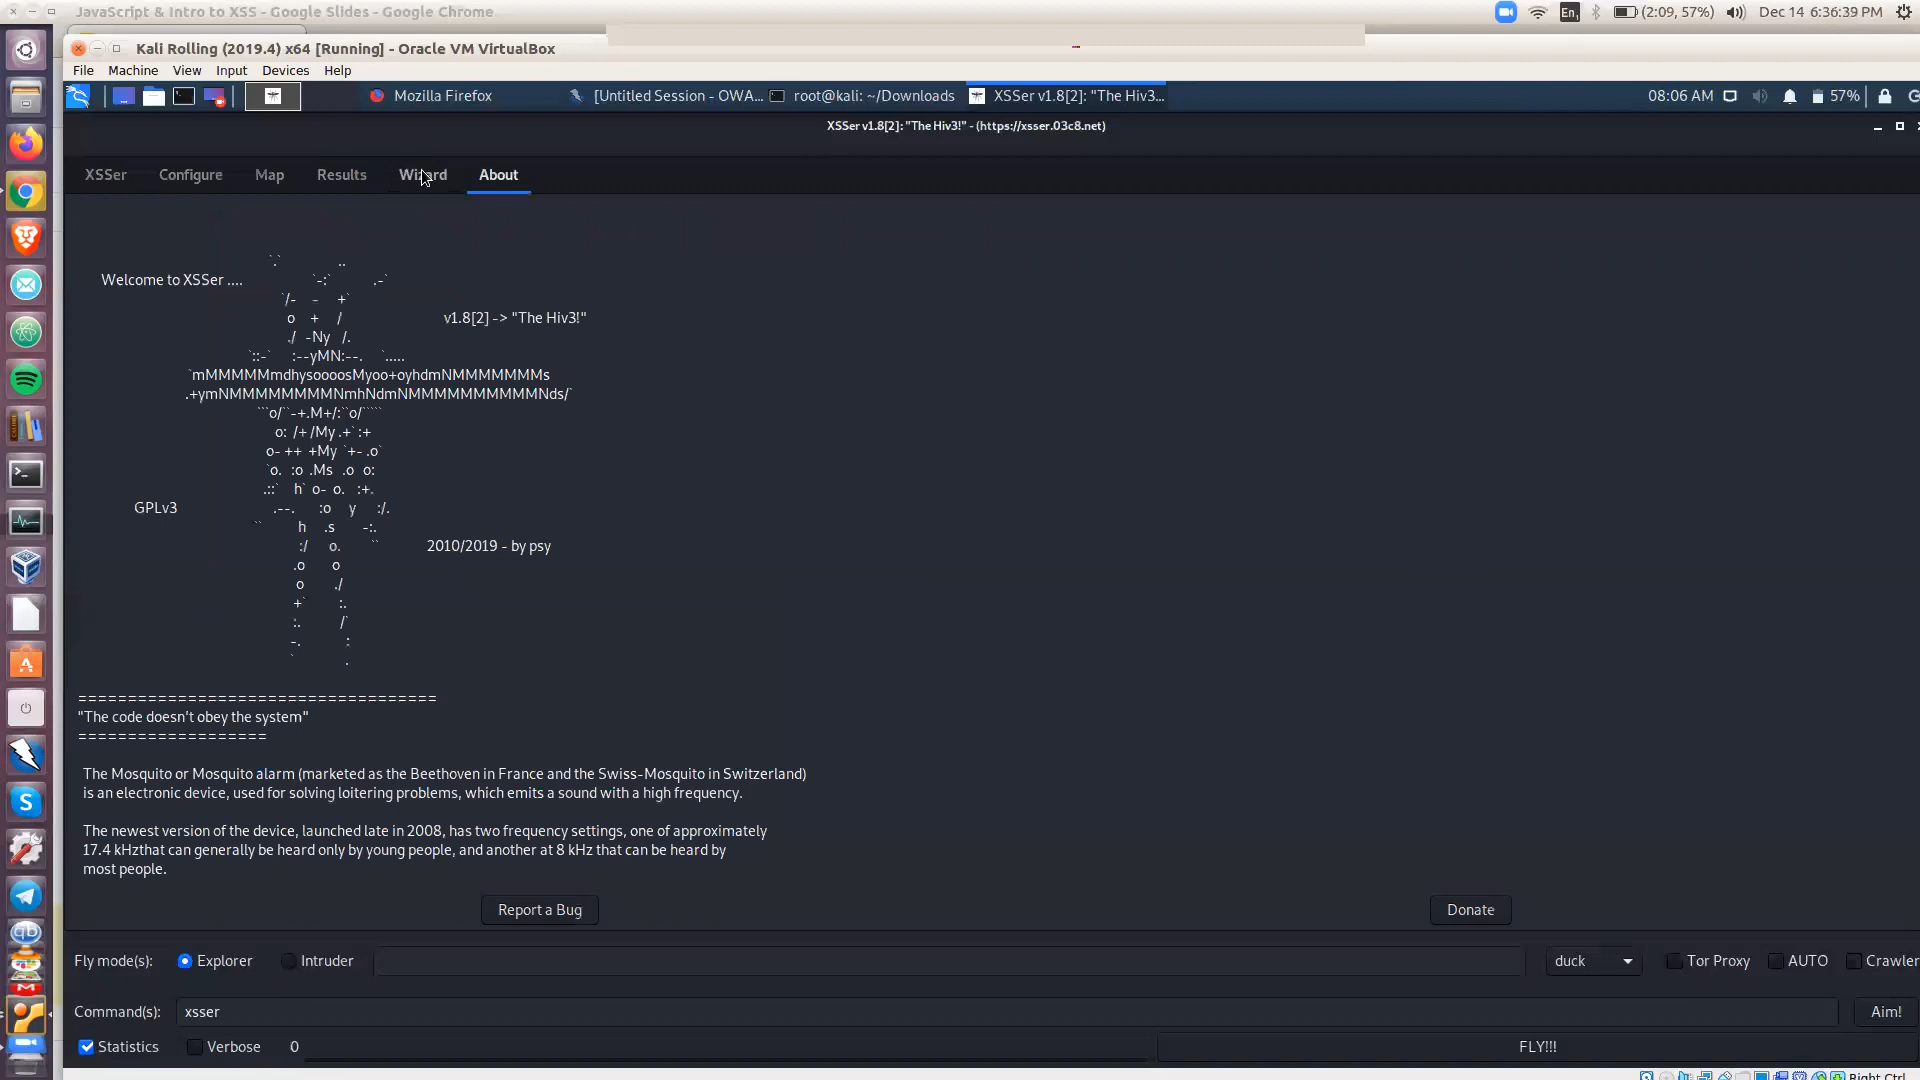 JavaScript & Intro to XSS - Google Slides - Google Chrome
En1 (2:09, 57%) Dec 14 6:36:39 PM
Kali Rolling (2019.4) x64 [Running] - Oracle VM VirtualBox
File Machine View Input Devices Help
Mozilla Firefox [Untitled Session - OWA... root@kali: ~/Downloads XSSer v1.8[2]: "The Hiv3... 08:06 AM 57%
XSSer v1.8[2]: "The Hiv3!" - (https://xsser.03c8.net)
XSSer Configure Map Results Wizard About
`.` ..
Welcome to XSSer .... `-:` .-`
`/- - +`
o + / v1.8[2] -> "The Hiv3!"
./ -Ny /.
`::-` :--yMN:--. `.....
`mMMMMMmdhysoooosMyoo+oyhdmNMMMMMMMs
.+ymNMMMMMMMMNmhNdmNMMMMMMMMMMMNds/`
```o/``-+.M+/:``o/`````
o: /+ /My .+` :+
o- ++ +My `+- .o`
`o. :o .Ms .o o:
.::` h` o- o. :+.
GPLv3 .--. :o y :/.
`` h .s -:.
:/ o. `` 2010/2019 - by psy
.o o
o ./
+` :.
:. /`
-. :
` .
====================================
"The code doesn't obey the system"
===================
The Mosquito or Mosquito alarm (marketed as the Beethoven in France and the Swiss-Mosquito in Switzerland)
is an electronic device, used for solving loitering problems, which emits a sound with a high frequency.
The newest version of the device, launched late in 2008, has two frequency settings, one of approximately
17.4 kHzthat can generally be heard only by young people, and another at 8 kHz that can be heard by
most people.
Report a Bug Donate
Fly mode(s): Explorer Intruder duck Tor Proxy AUTO Crawler
Command(s): xsser Aim!
Statistics Verbose 0 FLY!!!
Right Ctrl